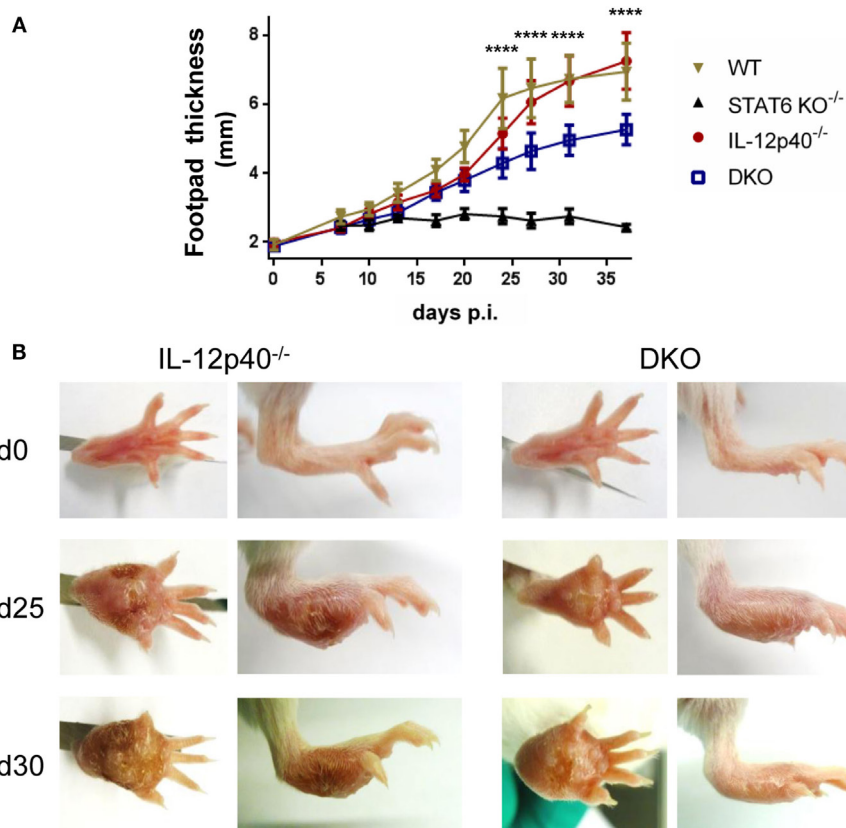 A
Footpad thickness
(mm)
8
6
4
2
0 5 10 15 20 25 30 35
days p.i.
**** **** **** ****
WT
STAT6 KO-/-
IL-12p40-/-
DKO
B
IL-12p40-/- DKO
d0
d25
d30